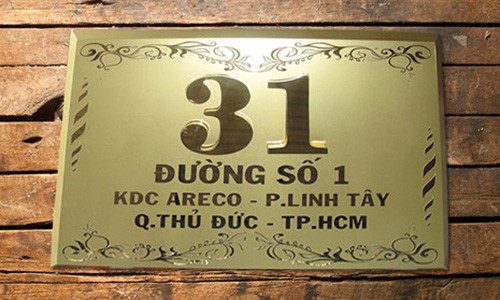 31
ĐƯỜNG SỐ 1
KDC ARECO - P.LINH TÂY
Q.THỦ ĐỨC - TP.HCM